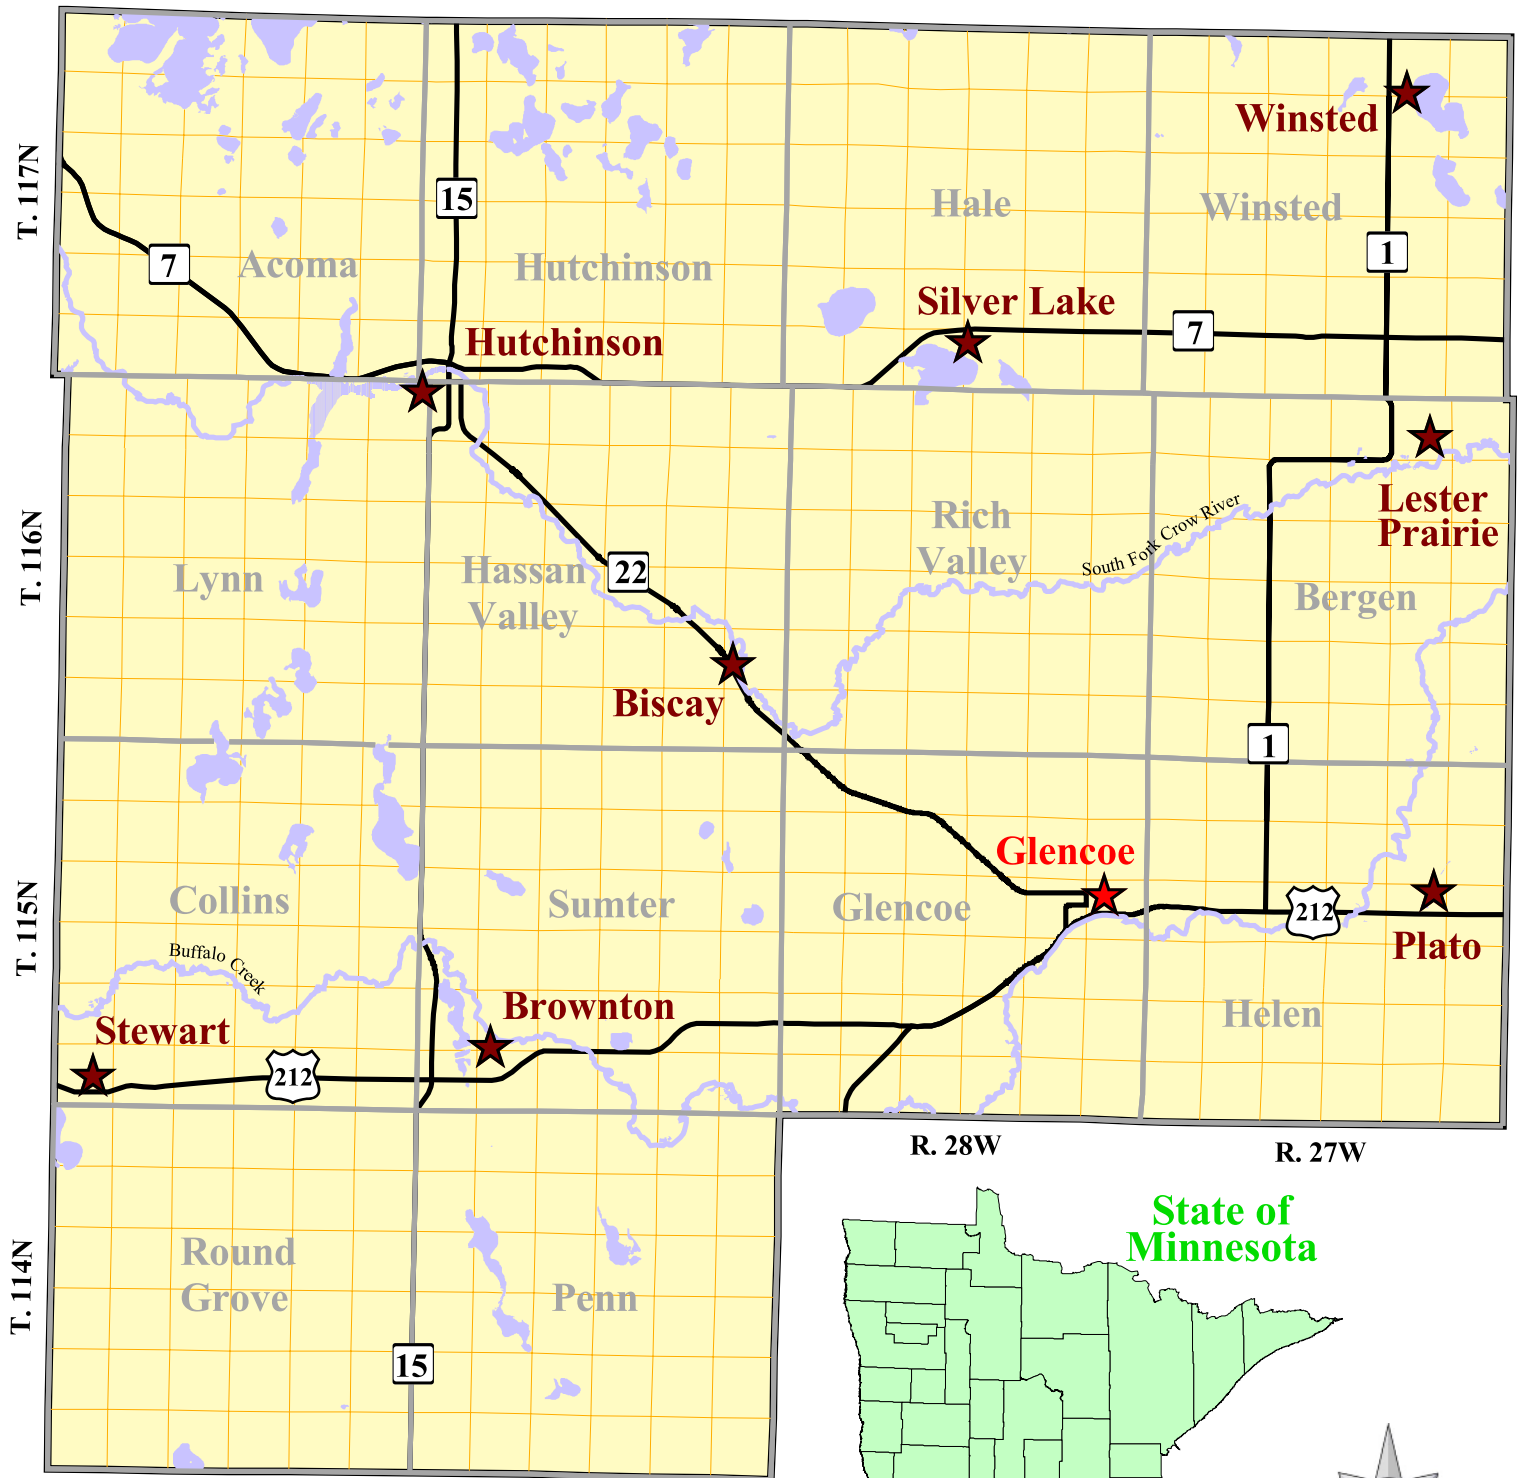 Winsted
T. 117N
15
Hale
Winsted
7
Acoma
Hutchinson
1
Silver Lake
Hutchinson
7
Lester
Prairie
T. 116N
Rich
Valley
South Fork Crow River
Lynn
Hassan
Valley
22
Bergen
Biscay
1
Glencoe
T. 115N
Collins
Sumter
Glencoe
212
Plato
Buffalo Creek
Stewart
Brownton
Helen
212
R. 28W
R. 27W
State of
Minnesota
T. 114N
Round
Grove
Penn
15